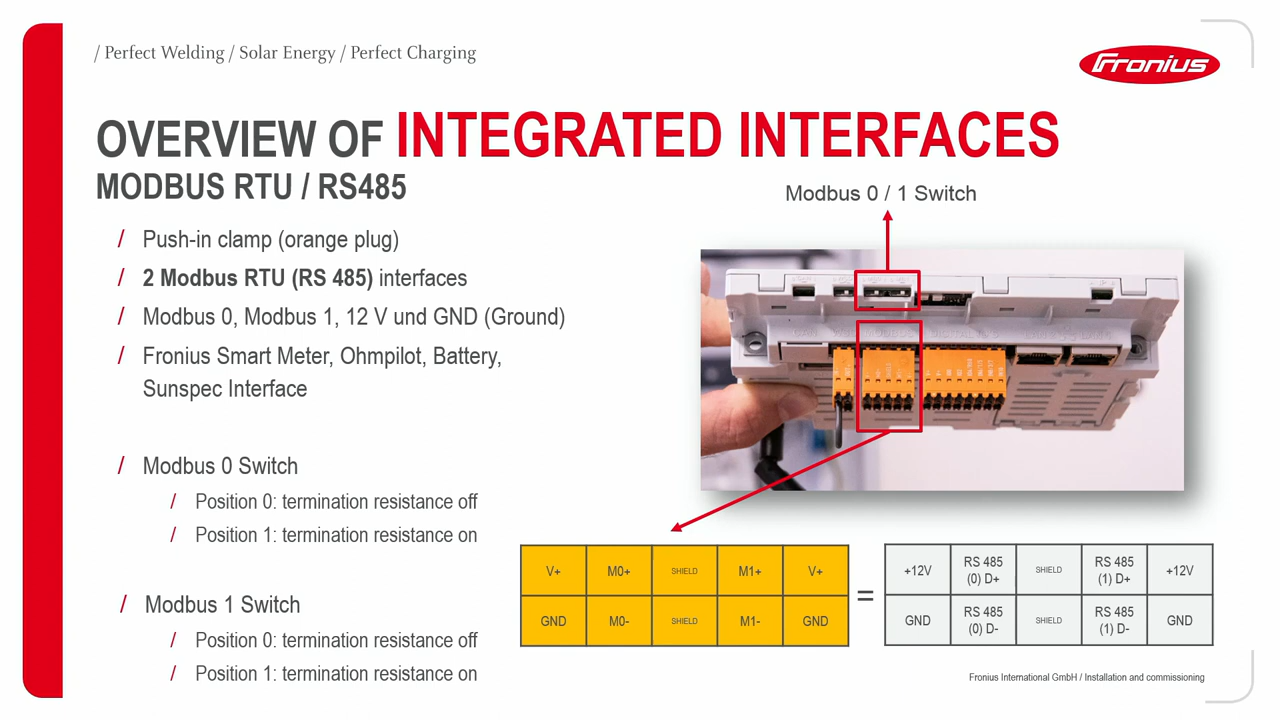 / Perfect Welding / Solar Energy / Perfect Charging
Fronius
OVERVIEW OF INTEGRATED INTERFACES
MODBUS RTU / RS485
/ Push-in clamp (orange plug)
/ 2 Modbus RTU (RS 485) interfaces
/ Modbus 0, Modbus 1, 12 V und GND (Ground)
/ Fronius Smart Meter, Ohmpilot, Battery,
Sunspec Interface
/ Modbus 0 Switch
/ Position 0: termination resistance off
/ Position 1: termination resistance on
/ Modbus 1 Switch
/ Position 0: termination resistance off
/ Position 1: termination resistance on
Modbus 0 / 1 Switch
V+ M0+ SHIELD M1+ V+
GND M0- SHIELD M1- GND
=
+12V RS 485 (0) D+ SHIELD RS 485 (1) D+ +12V
GND RS 485 (0) D- SHIELD RS 485 (1) D- GND
Fronius International GmbH / Installation and commissioning